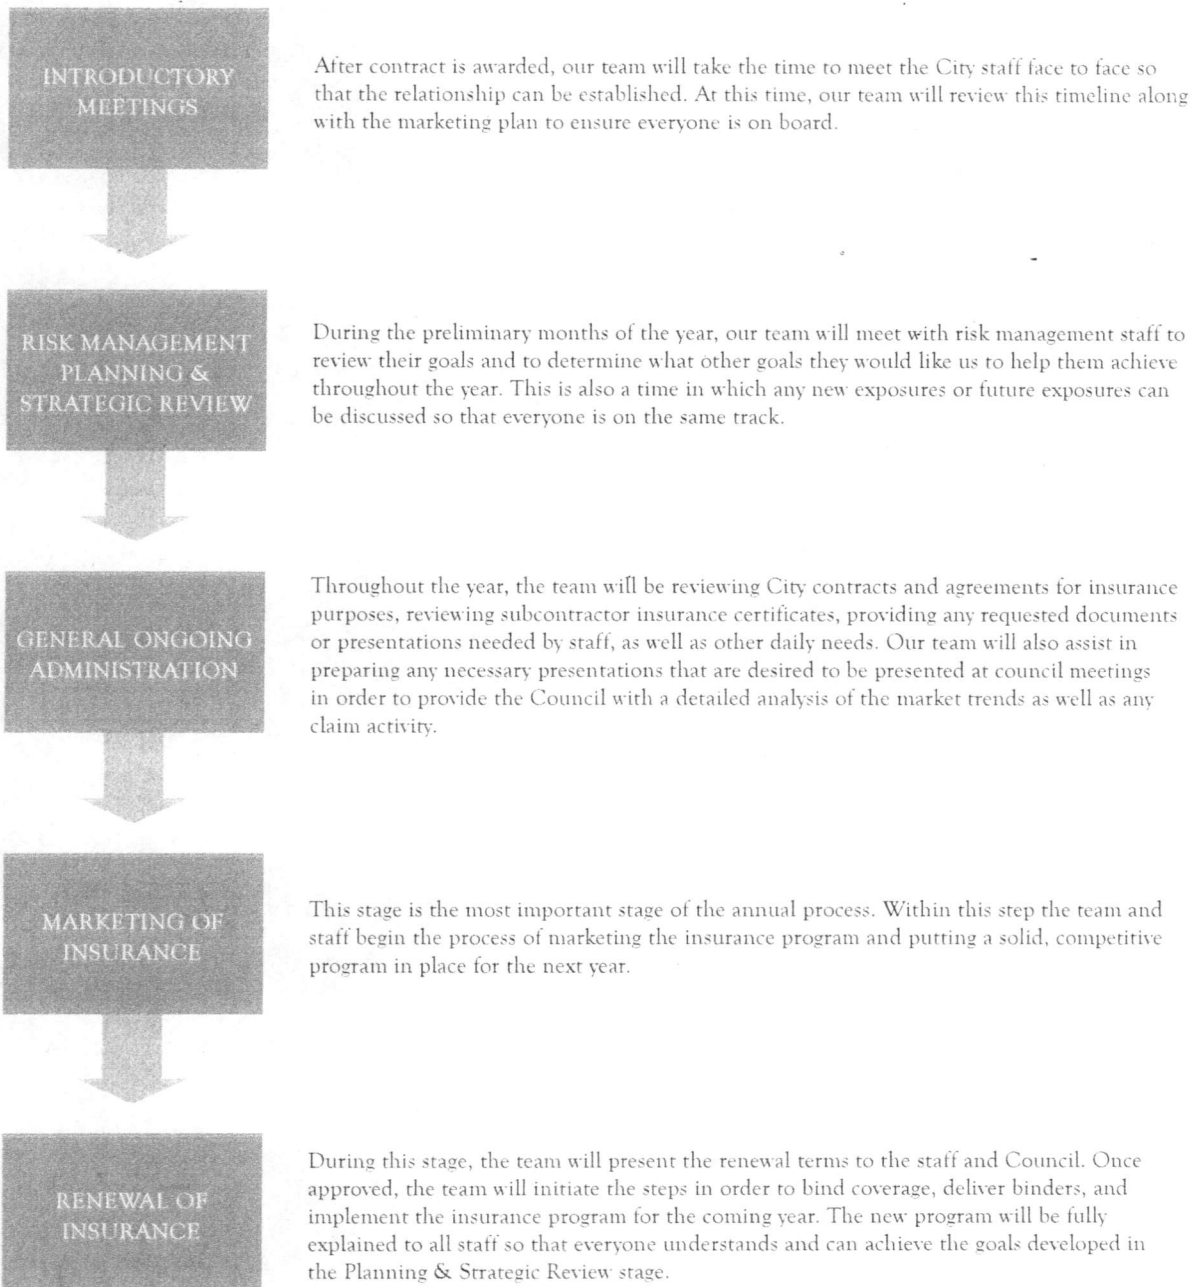 INTRODUCTORY
MEETINGS
After contract is awarded, our team will take the time to meet the City staff face to face so
that the relationship can be established. At this time, our team will review this timeline along
with the marketing plan to ensure everyone is on board.
RISK MANAGEMENT
PLANNING &
STRATEGIC REVIEW
During the preliminary months of the year, our team will meet with risk management staff to
review their goals and to determine what other goals they would like us to help them achieve
throughout the year. This is also a time in which any new exposures or future exposures can
be discussed so that everyone is on the same track.
GENERAL ONGOING
ADMINISTRATION
Throughout the year, the team will be reviewing City contracts and agreements for insurance
purposes, reviewing subcontractor insurance certificates, providing any requested documents
or presentations needed by staff, as well as other daily needs. Our team will also assist in
preparing any necessary presentations that are desired to be presented at council meetings
in order to provide the Council with a detailed analysis of the market trends as well as any
claim activity.
MARKETING OF
INSURANCE
This stage is the most important stage of the annual process. Within this step the team and
staff begin the process of marketing the insurance program and putting a solid, competitive
program in place for the next year.
RENEWAL OF
INSURANCE
During this stage, the team will present the renewal terms to the staff and Council. Once
approved, the team will initiate the steps in order to bind coverage, deliver binders, and
implement the insurance program for the coming year. The new program will be fully
explained to all staff so that everyone understands and can achieve the goals developed in
the Planning & Strategic Review stage.